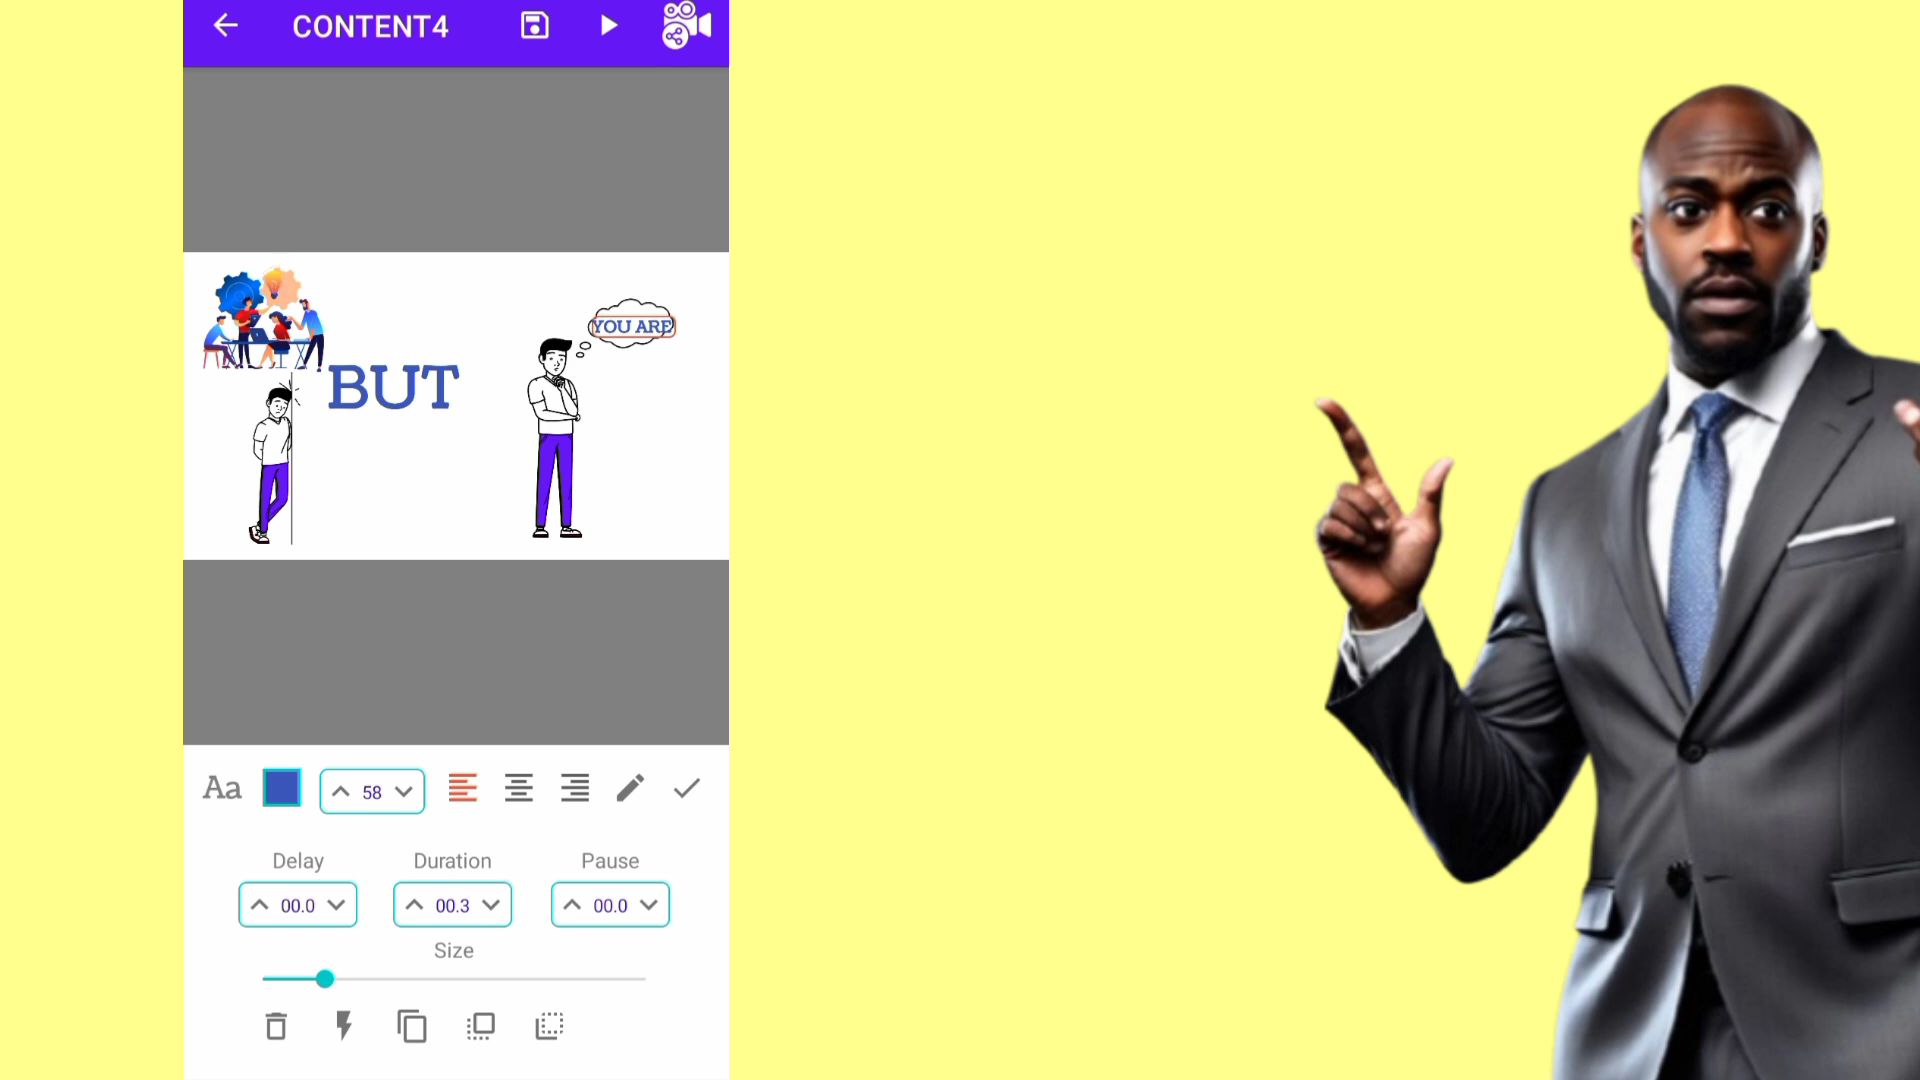 CONTENT4
YOU ARE
BUT
Aa
58
Delay
Duration
Pause
00.0
00.3
00.0
Size